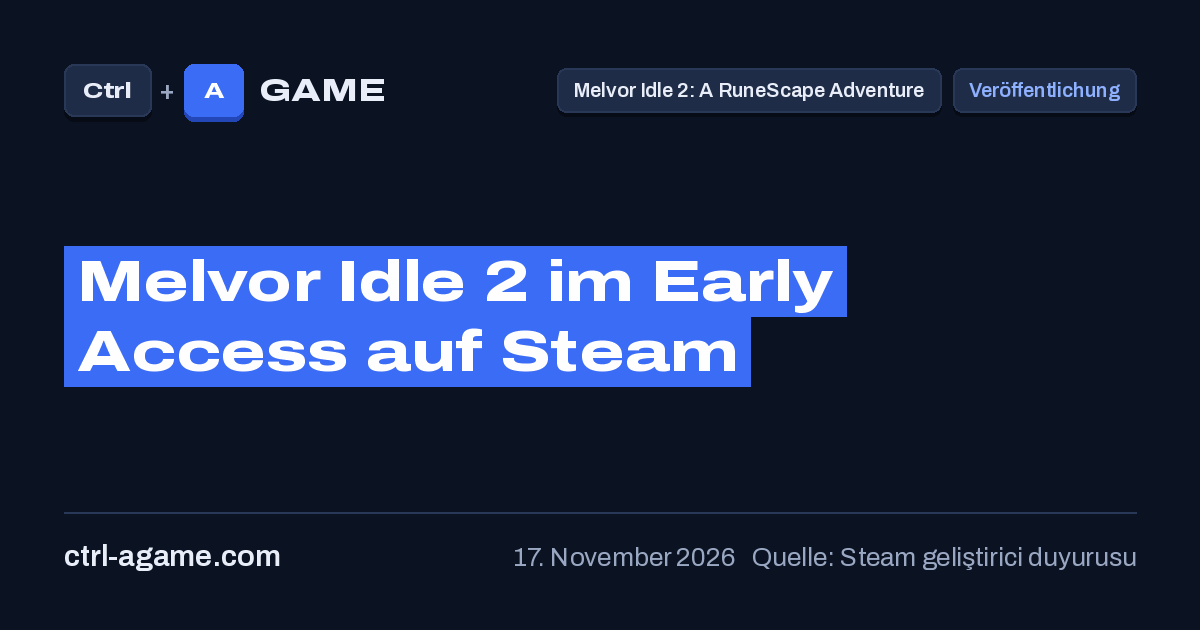 Ctrl + A GAME
Melvor Idle 2: A RuneScape Adventure
Veröffentlichung
Melvor Idle 2 im Early
Access auf Steam
ctrl-agame.com
17. November 2026 Quelle: Steam geliştirici duyurusu